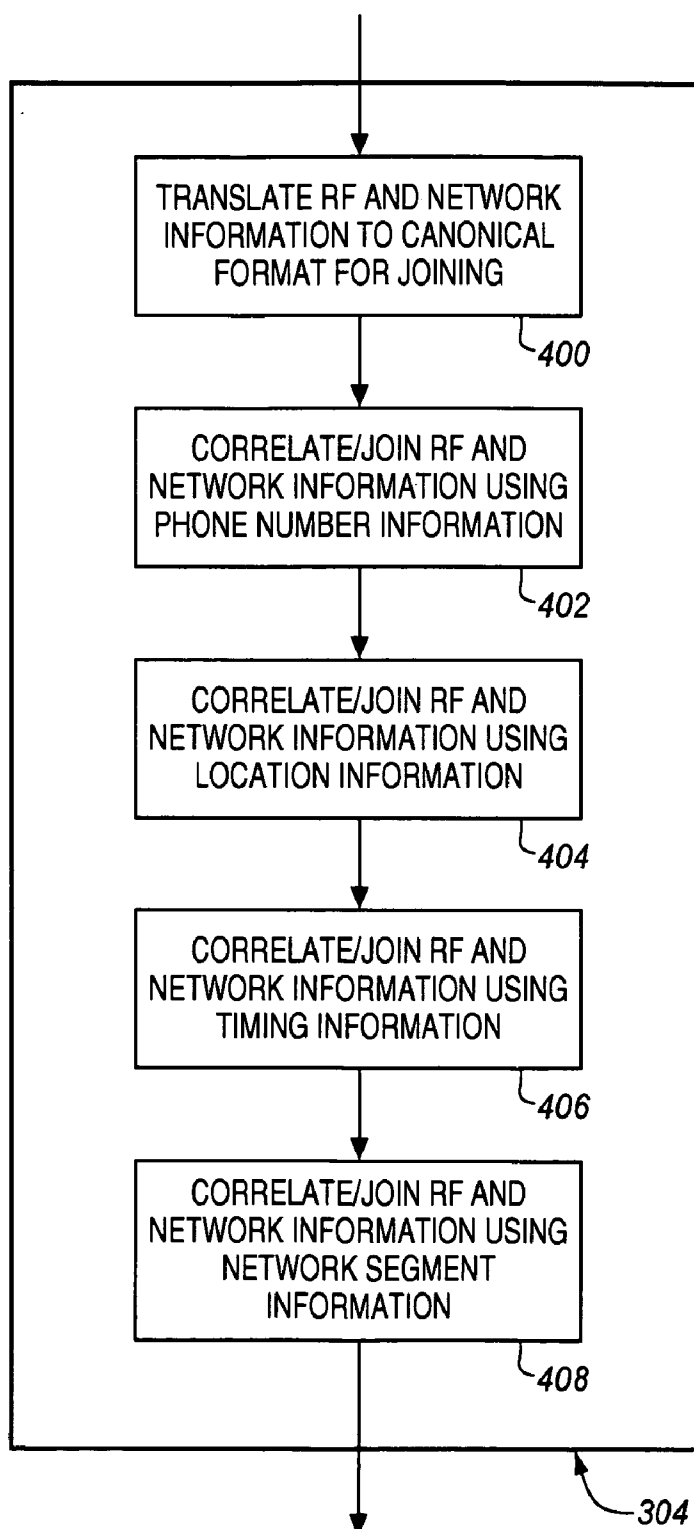 TRANSLATE RF AND NETWORK
INFORMATION TO CANONICAL
FORMAT FOR JOINING
400
CORRELATE/JOIN RF AND
NETWORK INFORMATION USING
PHONE NUMBER INFORMATION
402
CORRELATE/JOIN RF AND
NETWORK INFORMATION USING
LOCATION INFORMATION
404
CORRELATE/JOIN RF AND
NETWORK INFORMATION USING
TIMING INFORMATION
406
CORRELATE/JOIN RF AND
NETWORK INFORMATION USING
NETWORK SEGMENT
INFORMATION
408
304